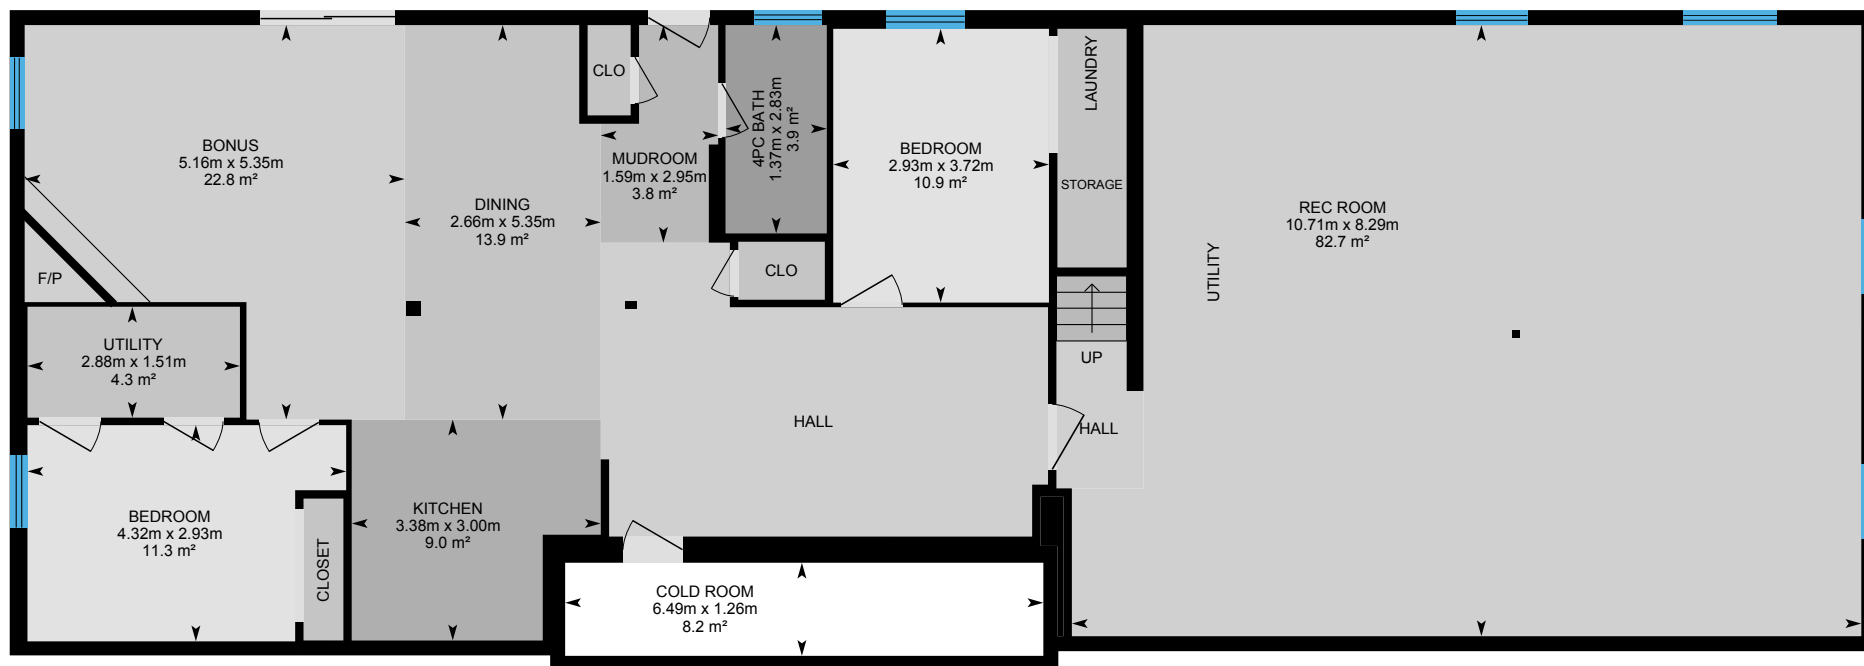 BONUS
5.16m x 5.35m
22.8 m²
F/P
UTILITY
2.88m x 1.51m
4.3 m²
BEDROOM
4.32m x 2.93m
11.3 m²
CLOSET
DINING
2.66m x 5.35m
13.9 m²
KITCHEN
3.38m x 3.00m
9.0 m²
CLO
MUDROOM
1.59m x 2.95m
3.8 m²
4PC BATH
1.37m x 2.83m
3.9 m²
CLO
BEDROOM
2.93m x 3.72m
10.9 m²
LAUNDRY
STORAGE
UP
HALL
HALL
COLD ROOM
6.49m x 1.26m
8.2 m²
UTILITY
REC ROOM
10.71m x 8.29m
82.7 m²